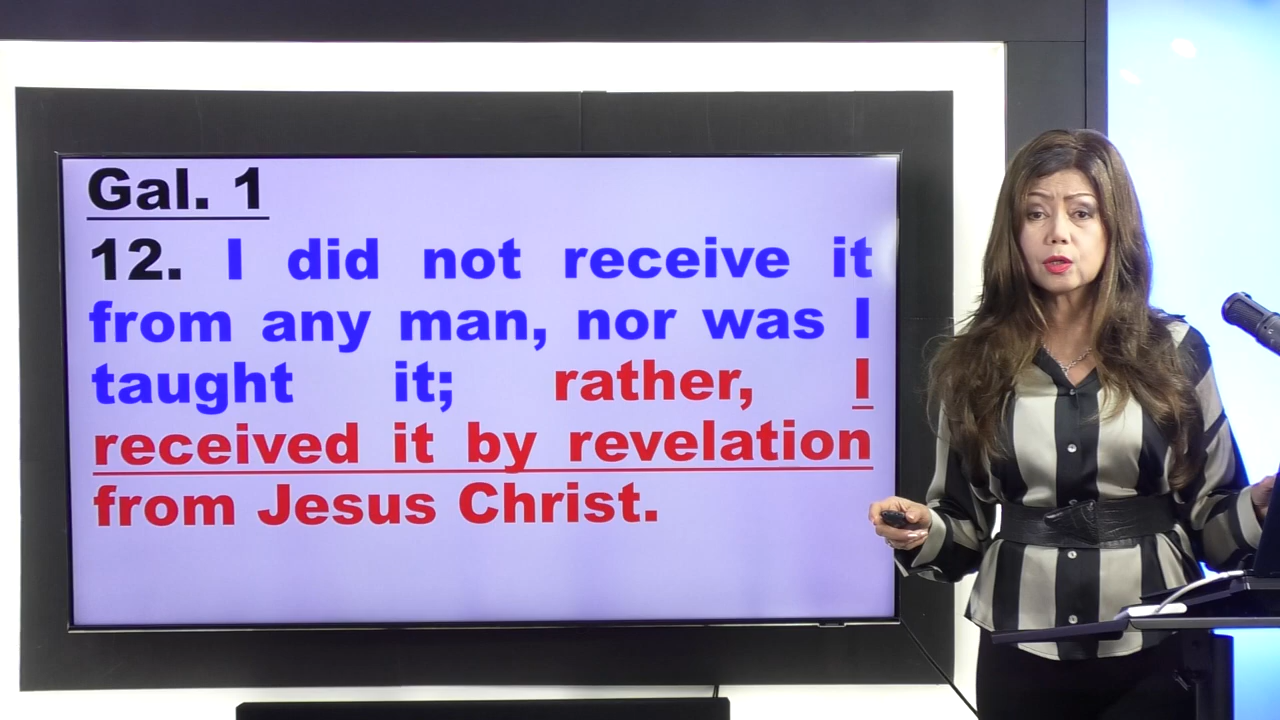 Gal. 1
12. I did not receive it
from any man, nor was I
taught it; rather, I
received it by revelation
from Jesus Christ.